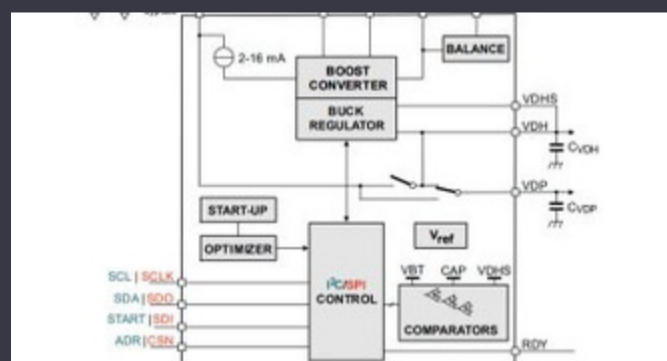 2-16 mA
BALANCE
BOOST
CONVERTER
BUCK
REGULATOR
VDHS
VDH
CVDH
VDP
CVDP
START-UP
OPTIMIZER
Vref
I²C/SPI
CONTROL
VBT CAP VDHS
COMPARATORS
SCL | SCLK
SDA | SDO
START | SDI
ADR | CSN
RDY